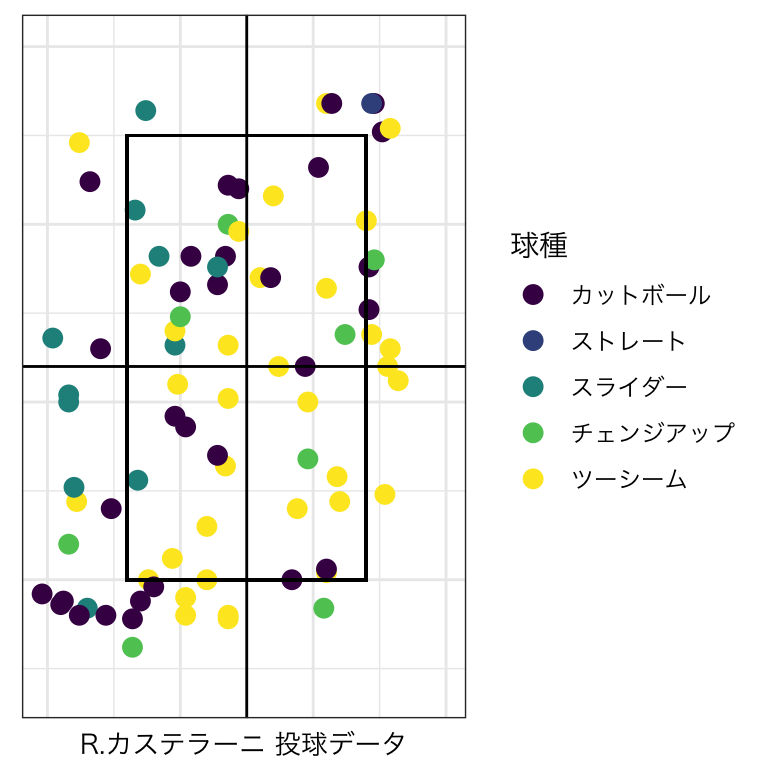 球種
カットボール
ストレート
スライダー
チェンジアップ
ツーシーム
R.カステラーニ 投球データ